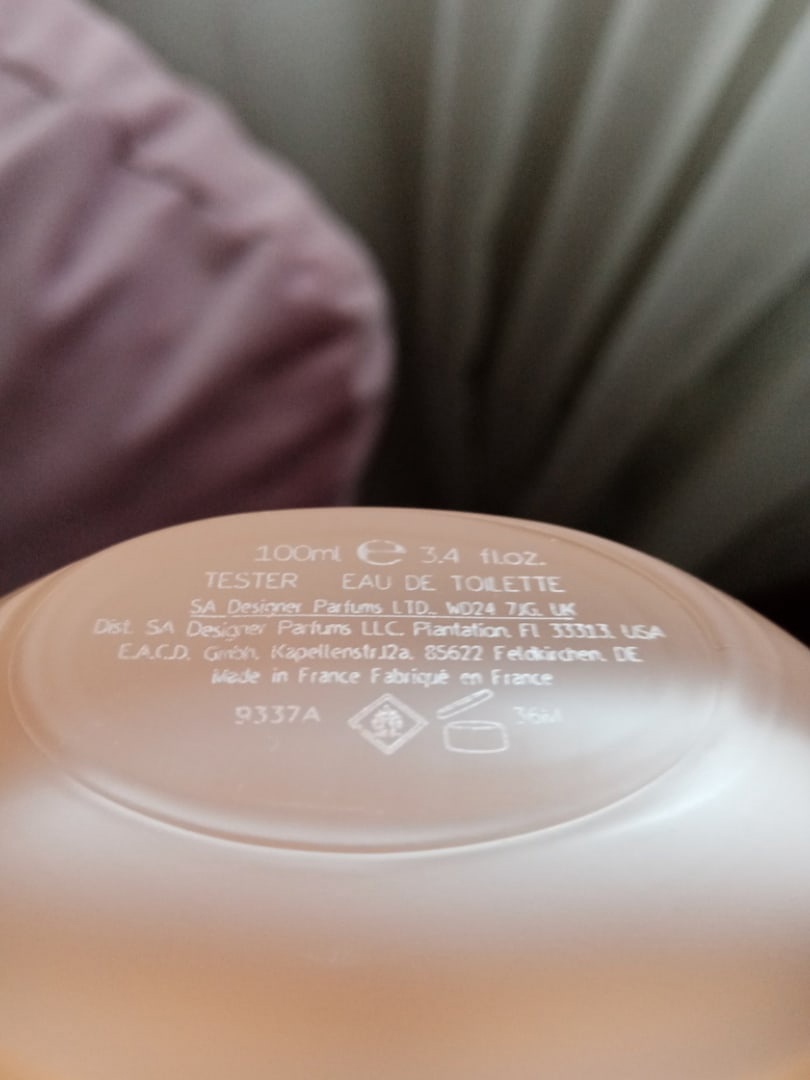 100ml ℮ 3.4 fl.oz.
TESTER EAU DE TOILETTE
SA Designer Parfums LTD., WD24 7JG, UK
Dist. SA Designer Parfums LLC, Plantation, Fl 33313, USA
E.A.C.D. Gmbh, Kapellenstr.12a, 85622 Feldkirchen, DE
Made in France Fabriqué en France
9337A 36M